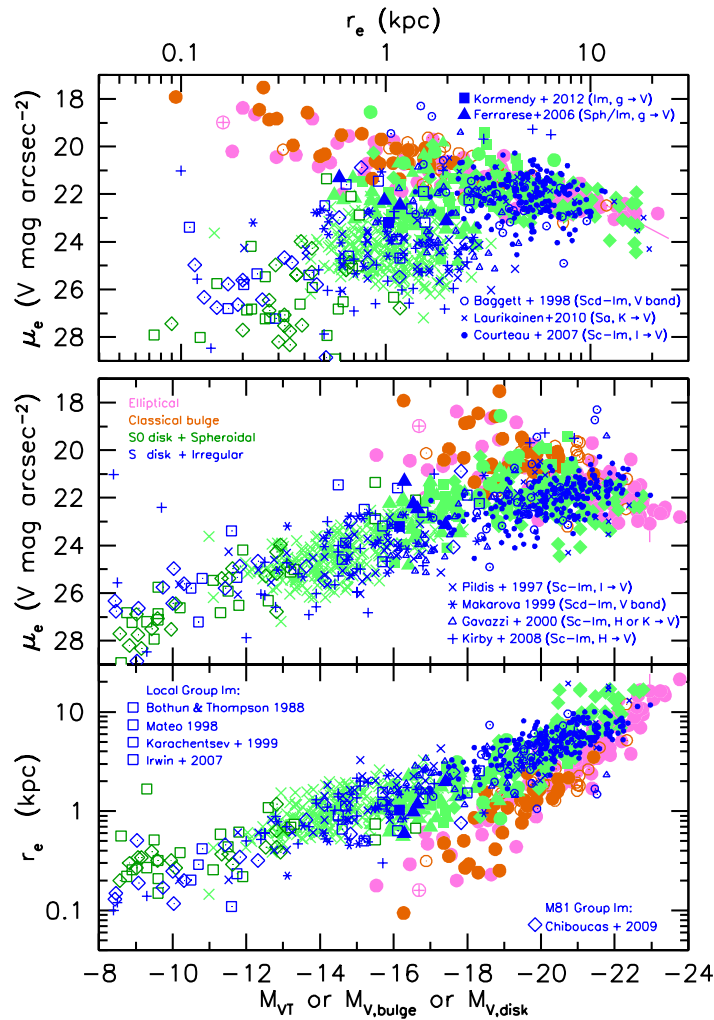 r_e (kpc)
0.1 1 10
18
20
22
24
26
28
μ_e (V mag arcsec⁻²)
Kormendy + 2012 (Im, g → V)
Ferrarese+2006 (Sph/Im, g → V)
Baggett + 1998 (Scd−Im, V band)
Laurikainen+2010 (Sa, K → V)
Courteau + 2007 (Sc−Im, I → V)
18
20
22
24
26
28
μ_e (V mag arcsec⁻²)
Elliptical
Classical bulge
S0 disk + Spheroidal
S disk + Irregular
Pildis + 1997 (Sc−Im, I → V)
Makarova 1999 (Scd−Im, V band)
Gavazzi + 2000 (Sc−Im, H or K → V)
Kirby + 2008 (Sc−Im, H → V)
10
1
0.1
r_e (kpc)
Local Group Im:
Bothun & Thompson 1988
Mateo 1998
Karachentsev + 1999
Irwin + 2007
M81 Group Im:
Chiboucas + 2009
−8 −10 −12 −14 −16 −18 −20 −22 −24
M_VT or M_V,bulge or M_V,disk